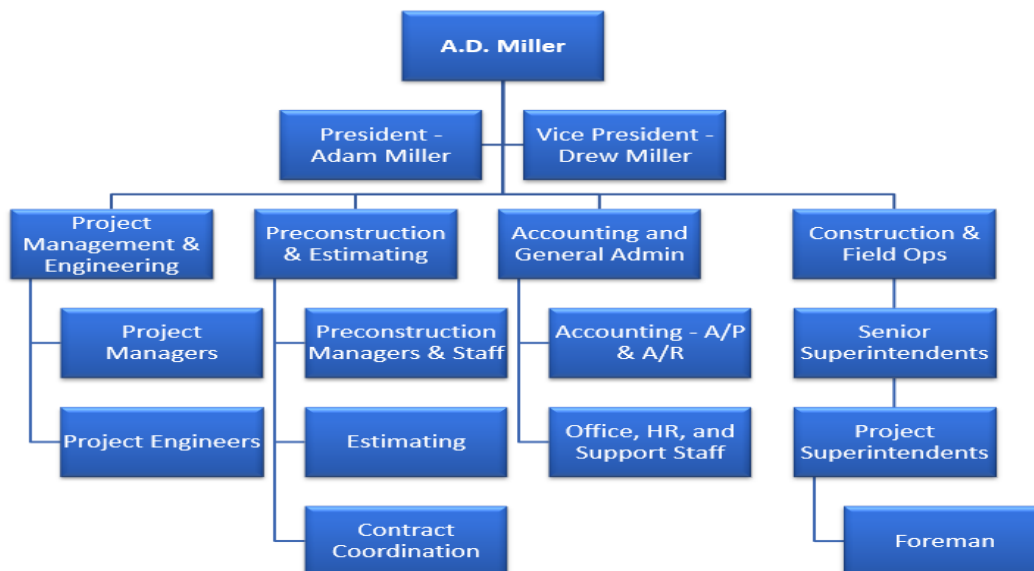 A.D. Miller
President -
Adam Miller
Vice President -
Drew Miller
Project
Management &
Engineering
Preconstruction
& Estimating
Accounting and
General Admin
Construction &
Field Ops
Project
Managers
Preconstruction
Managers & Staff
Accounting - A/P
& A/R
Senior
Superintendents
Project Engineers
Estimating
Office, HR, and
Support Staff
Project
Superintendents
Contract
Coordination
Foreman